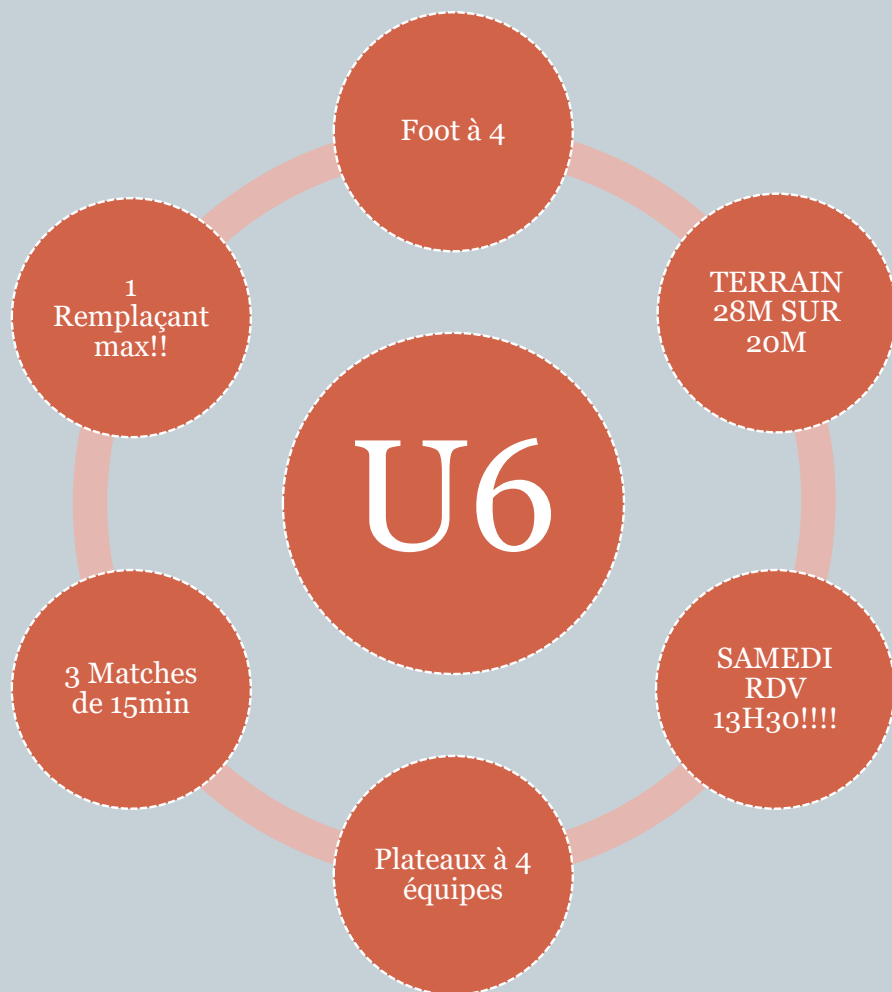 Foot à 4
TERRAIN
28M SUR
20M
SAMEDI
RDV
13H30!!!!
Plateaux à 4
équipes
3 Matches
de 15min
1
Remplaçant
max!!
U6